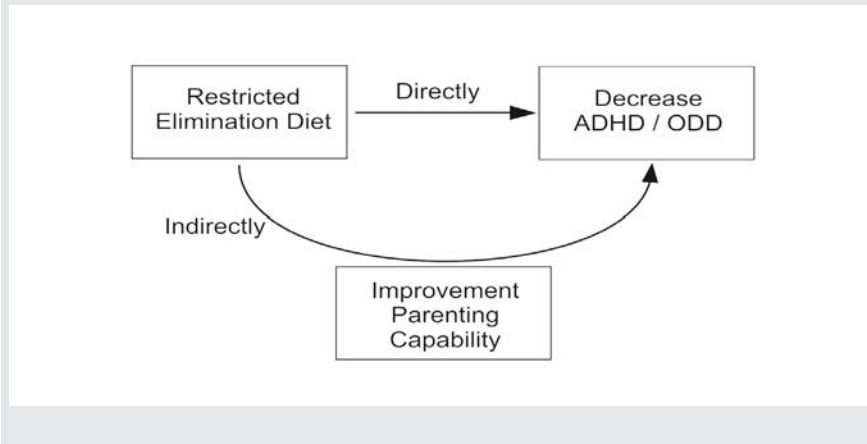 Restricted
Elimination Diet
Directly
Decrease
ADHD / ODD
Indirectly
Improvement
Parenting
Capability